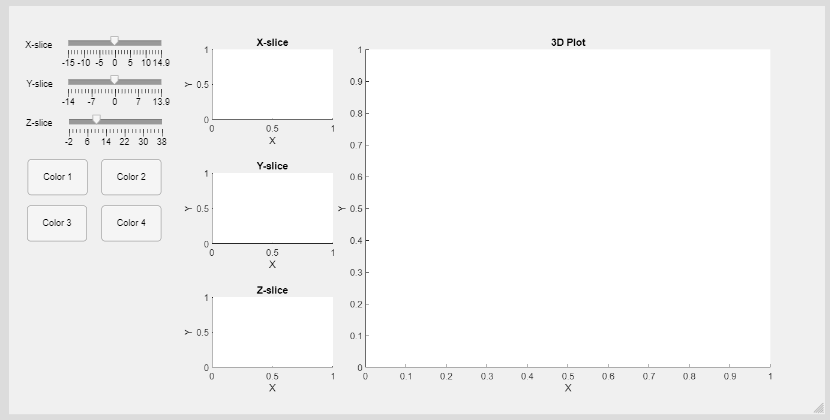 X-slice
-15 -10 -5 0 5 10 14.9
Y-slice
-14 -7 0 7 13.9
Z-slice
-2 6 14 22 30 38
Color 1 Color 2
Color 3 Color 4
X-slice
1
0.5
0
Y
0 0.5 1
X
Y-slice
1
0.5
0
Y
0 0.5 1
X
Z-slice
1
0.5
0
Y
0 0.5 1
X
3D Plot
1
0.9
0.8
0.7
0.6
0.5
0.4
0.3
0.2
0.1
0
Y
0 0.1 0.2 0.3 0.4 0.5 0.6 0.7 0.8 0.9 1
X